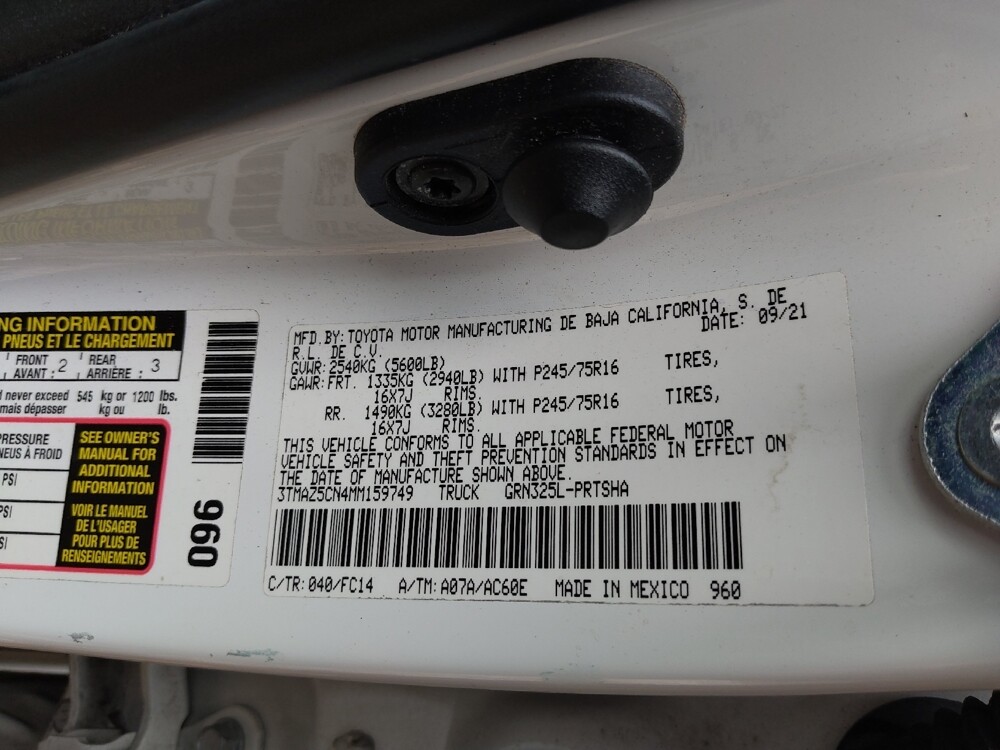 NG INFORMATION
PNEUS ET LE CHARGEMENT
FRONT AVANT : 2 REAR ARRIÈRE : 3
never exceed 545 kg or 1200 lbs.
mais dépasser kg ou lb.
PRESSURE
NEUS À FROID
PSI
PSI
SI
SEE OWNER'S
MANUAL FOR
ADDITIONAL
INFORMATION
VOIR LE MANUEL
DE L'USAGER
POUR PLUS DE
RENSEIGNEMENTS
096
MFD.BY:TOYOTA MOTOR MANUFACTURING DE BAJA CALIFORNIA, S. DE
R.L. DE C.V. DATE: 09/21
GVWR:2540KG (5600LB)
GAWR:FRT. 1335KG (2940LB) WITH P245/75R16 TIRES,
16X7J RIMS.
RR. 1490KG (3280LB) WITH P245/75R16 TIRES,
16X7J RIMS.
THIS VEHICLE CONFORMS TO ALL APPLICABLE FEDERAL MOTOR
VEHICLE SAFETY AND THEFT PREVENTION STANDARDS IN EFFECT ON
THE DATE OF MANUFACTURE SHOWN ABOVE.
3TMAZ5CN4MM159749 TRUCK GRN325L-PRTSHA
C/TR:040/FC14 A/TM:A07A/AC60E MADE IN MEXICO 960